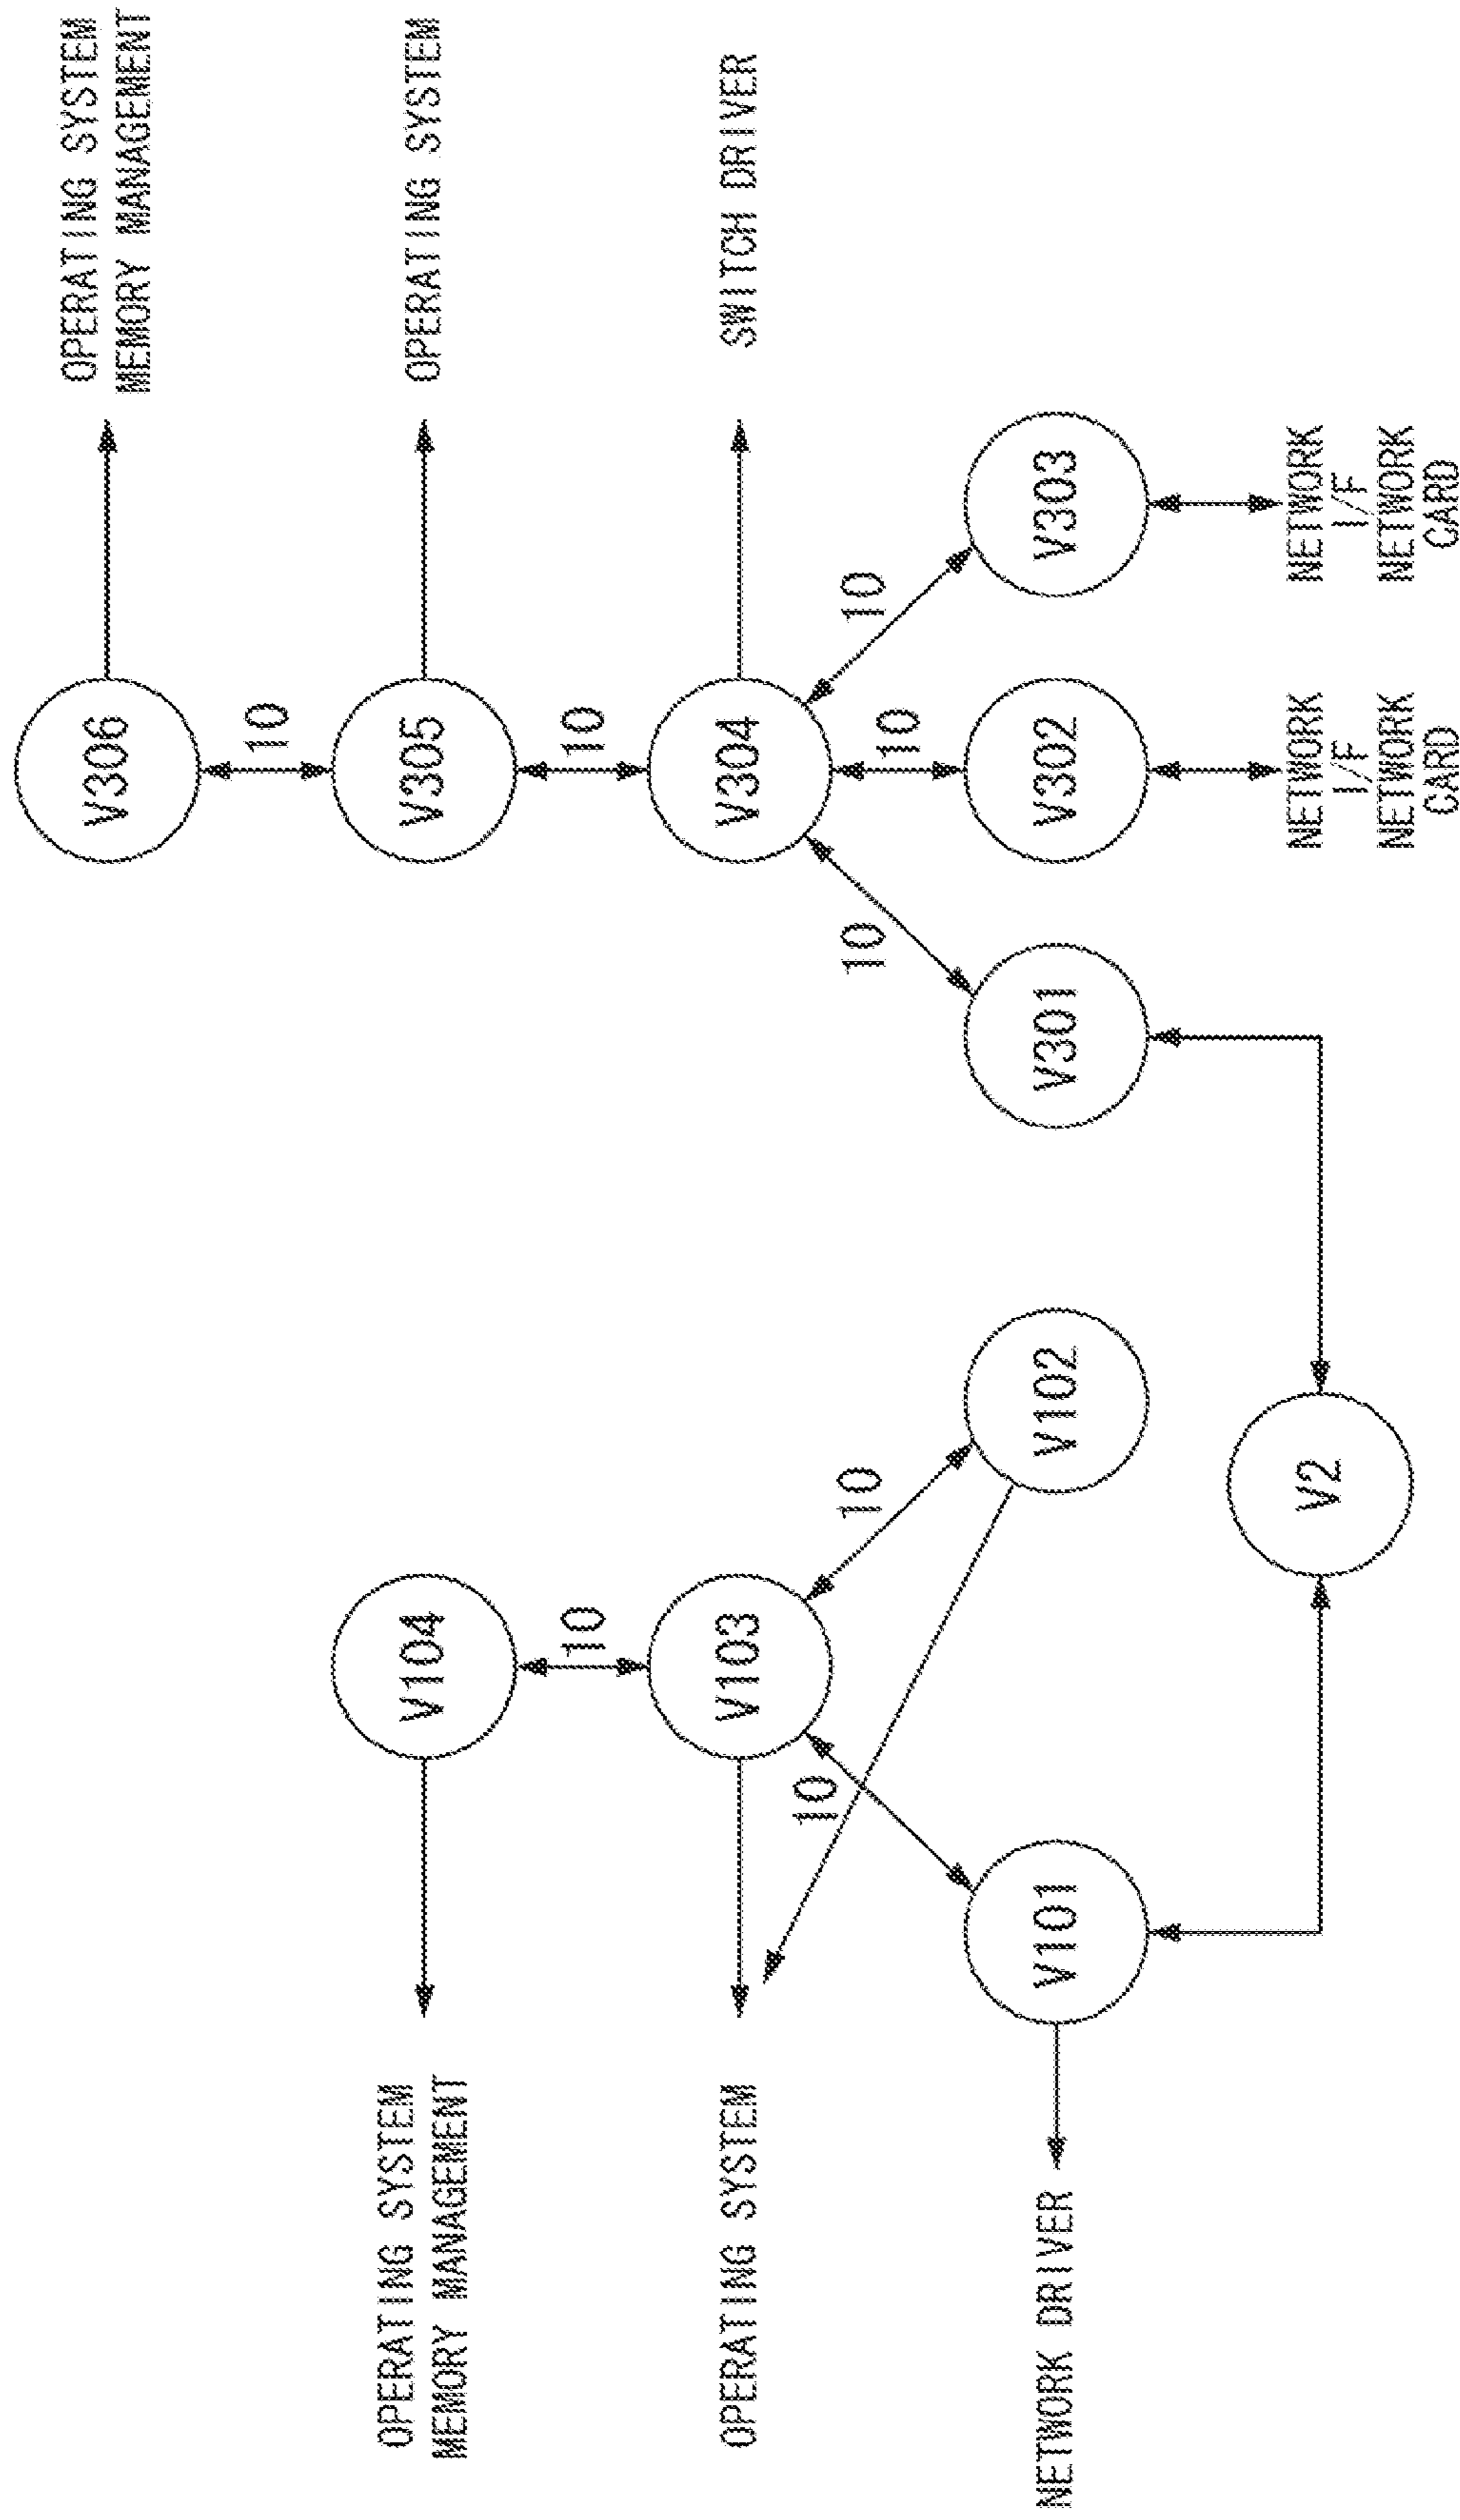 OPERATING SYSTEM
MEMORY MANAGEMENT
V306
10
OPERATING SYSTEM
MEMORY MANAGEMENT
V104
V305
OPERATING SYSTEM
10
10
OPERATING SYSTEM
V103
V304
SWITCH DRIVER
10
10
10
10
10
NETWORK DRIVER
V101
V102
V301
V302
V303
V2
NETWORK
I/F
NETWORK
CARD
NETWORK
I/F
NETWORK
CARD